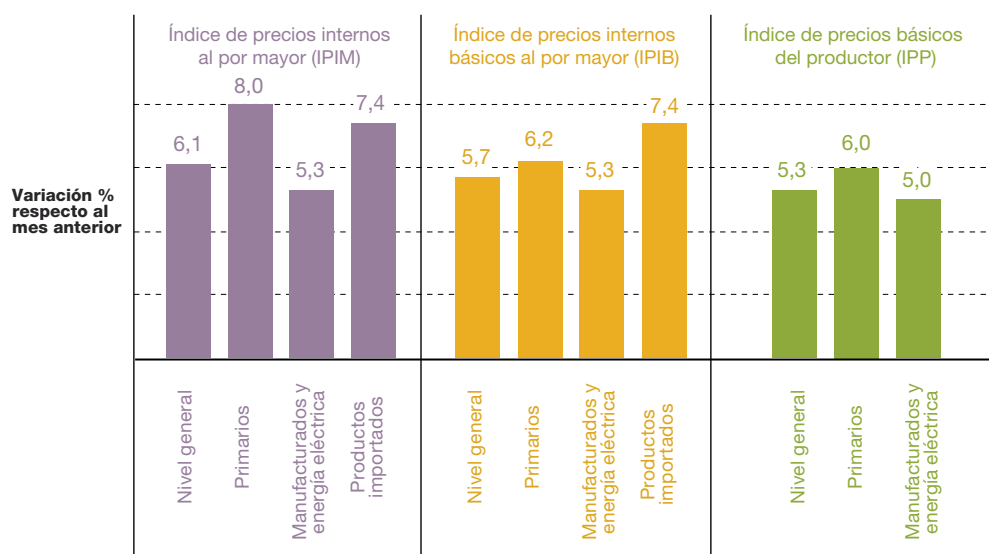 Índice de precios internos
al por mayor (IPIM)
Índice de precios internos
básicos al por mayor (IPIB)
Índice de precios básicos
del productor (IPP)
Variación %
respecto al
mes anterior
6,1
8,0
5,3
7,4
5,7
6,2
5,3
7,4
5,3
6,0
5,0
Nivel general
Primarios
Manufacturados y
energía eléctrica
Productos
importados
Nivel general
Primarios
Manufacturados y
energía eléctrica
Productos
importados
Nivel general
Primarios
Manufacturados y
energía eléctrica